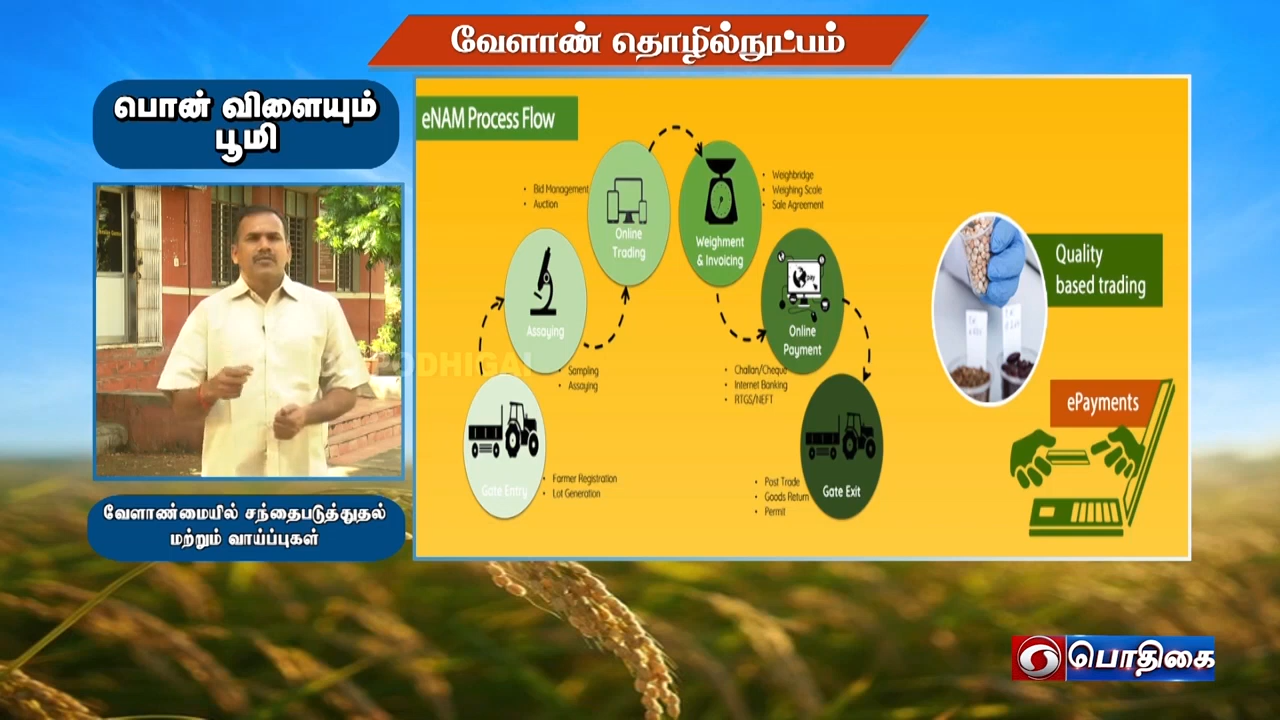 வேளாண் தொழில்நுட்பம்
பொன் விளையும்
பூமி
வேளாண்மையில் சந்தைபடுத்துதல்
மற்றும் வாய்ப்புகள்
eNAM Process Flow
Gate Entry
• Farmer Registration
• Lot Generation
Assaying
• Sampling
• Assaying
Online
Trading
• Bid Management
• Auction
Weighment
& Invoicing
• Weighbridge
• Weighing Scale
• Sale Agreement
Online
Payment
pay
• Challan/Cheque
• Internet Banking
• RTGS/NEFT
Gate Exit
• Post Trade
• Goods Return
• Permit
Quality
based trading
ePayments
PODHIGAI
பொதிகை